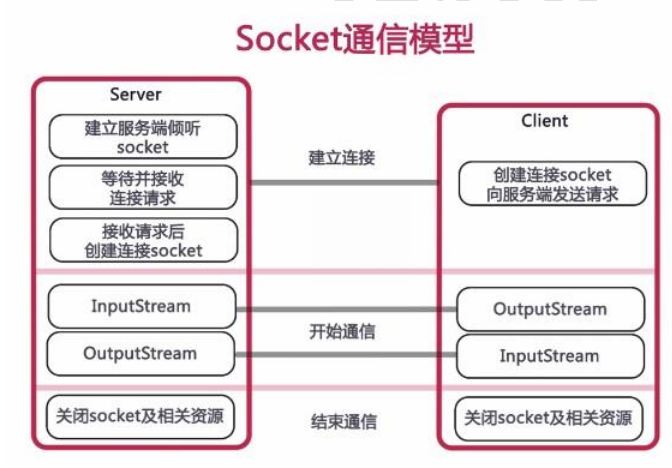 Socket通信模型
Server
建立服务端倾听
socket
等待并接收
连接请求
接收请求后
创建连接socket
建立连接
Client
创建连接socket
向服务端发送请求
InputStream
OutputStream
开始通信
OutputStream
InputStream
关闭socket及相关资源
结束通信
关闭socket及相关资源